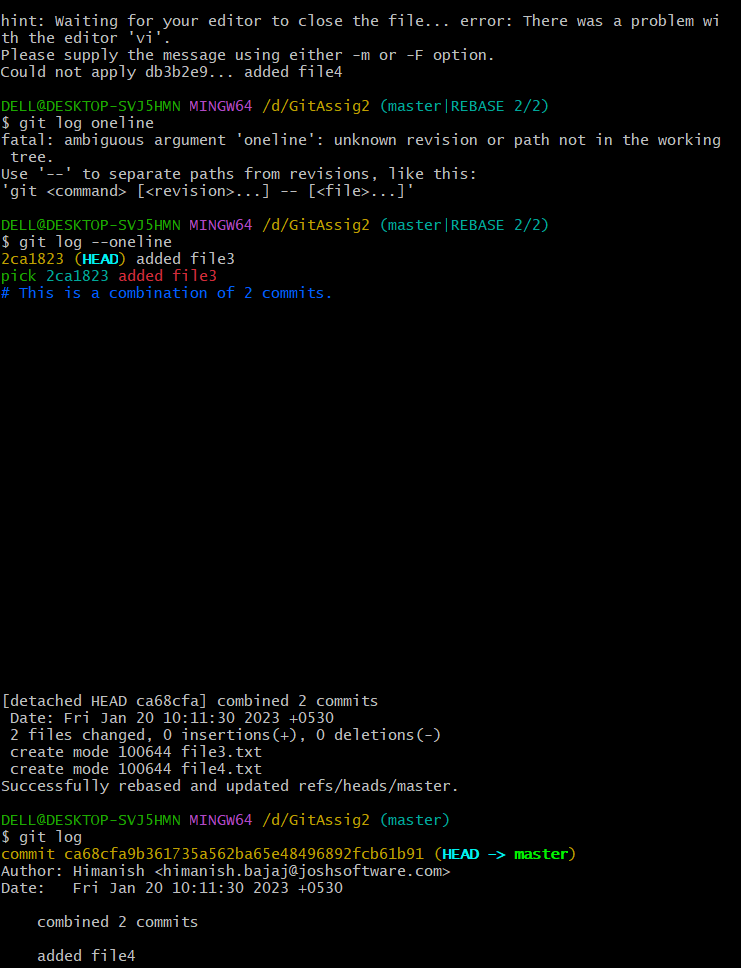 hint: Waiting for your editor to close the file... error: There was a problem wi
th the editor 'vi'.
Please supply the message using either -m or -F option.
Could not apply db3b2e9... added file4
DELL@DESKTOP-SVJ5HMN MINGW64 /d/GitAssig2 (master|REBASE 2/2)
$ git log oneline
fatal: ambiguous argument 'oneline': unknown revision or path not in the working
 tree.
Use '--' to separate paths from revisions, like this:
'git <command> [<revision>...] -- [<file>...]'
DELL@DESKTOP-SVJ5HMN MINGW64 /d/GitAssig2 (master|REBASE 2/2)
$ git log --oneline
2ca1823 (HEAD) added file3
pick 2ca1823 added file3
# This is a combination of 2 commits.
[detached HEAD ca68cfa] combined 2 commits
 Date: Fri Jan 20 10:11:30 2023 +0530
 2 files changed, 0 insertions(+), 0 deletions(-)
 create mode 100644 file3.txt
 create mode 100644 file4.txt
Successfully rebased and updated refs/heads/master.
DELL@DESKTOP-SVJ5HMN MINGW64 /d/GitAssig2 (master)
$ git log
commit ca68cfa9b361735a562ba65e48496892fcb61b91 (HEAD -> master)
Author: Himanish <himanish.bajaj@joshsoftware.com>
Date:   Fri Jan 20 10:11:30 2023 +0530
    combined 2 commits
    added file4